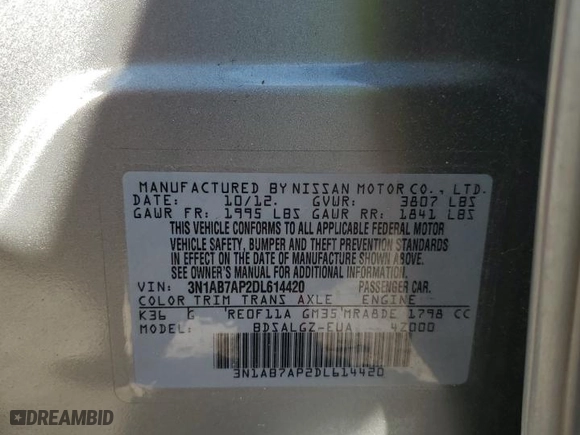 MANUFACTURED BY NISSAN MOTOR CO., LTD.
DATE: 10/12. GVWR: 3807 LBS
GAWR FR: 1995 LBS GAWR RR: 1841 LBS
THIS VEHICLE CONFORMS TO ALL APPLICABLE FEDERAL MOTOR
VEHICLE SAFETY, BUMPER AND THEFT PREVENTION STANDARDS
IN EFFECT ON THE DATE OF MANUFACTURE SHOWN ABOVE.
SEE OWNER'S MANUAL FOR ADDITIONAL INFORMATION.
VIN: 3N1AB7AP2DL614420 PASSENGER CAR.
COLOR TRIM TRANS AXLE ENGINE
K36 G RE0F11A GM35 MRA8DE 1798 CC
MODEL: BDSALGZ-EUA 4Z000
3N1AB7AP2DL614420
DREAMBID